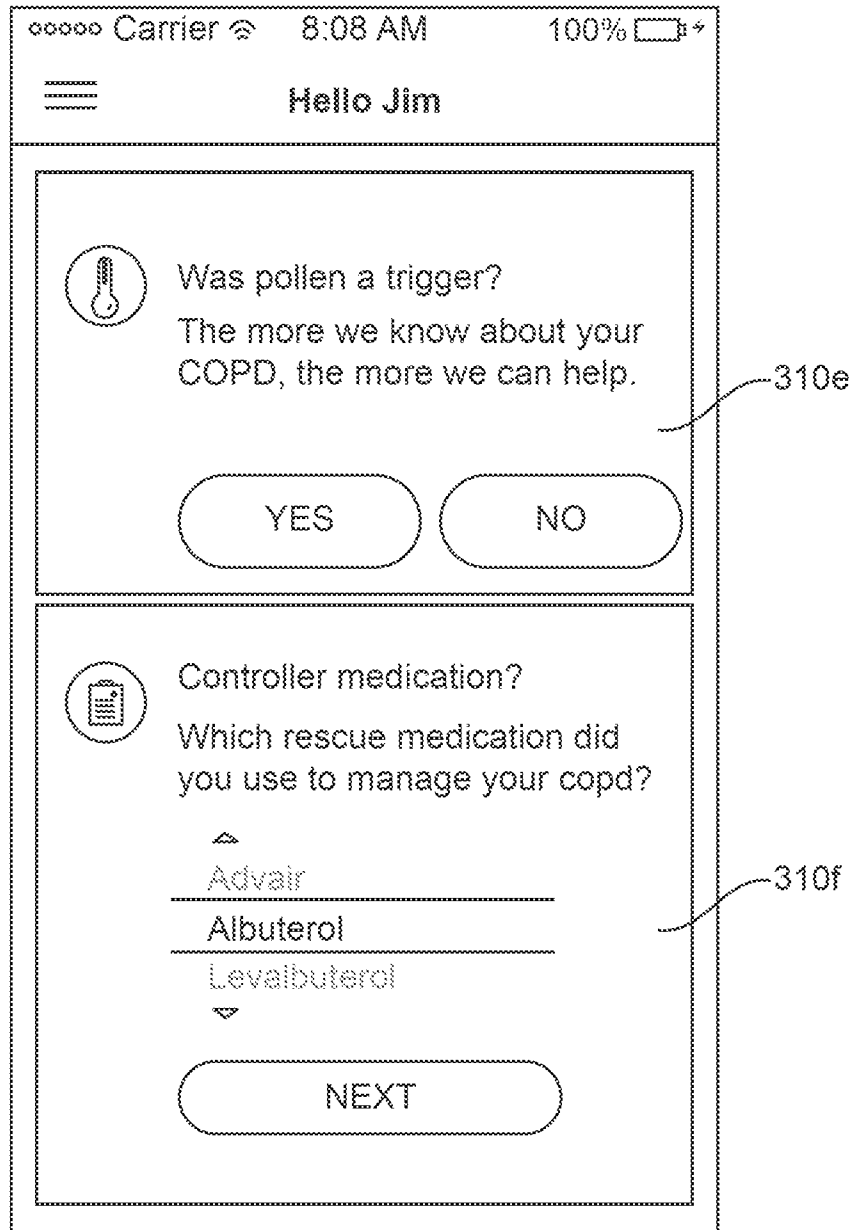 Carrier 8:08 AM 100%
Hello Jim
Was pollen a trigger?
The more we know about your
COPD, the more we can help.
310e
YES NO
Controller medication?
Which rescue medication did
you use to manage your copd?
Advair
310f
Albuterol
Levalbuterol
NEXT